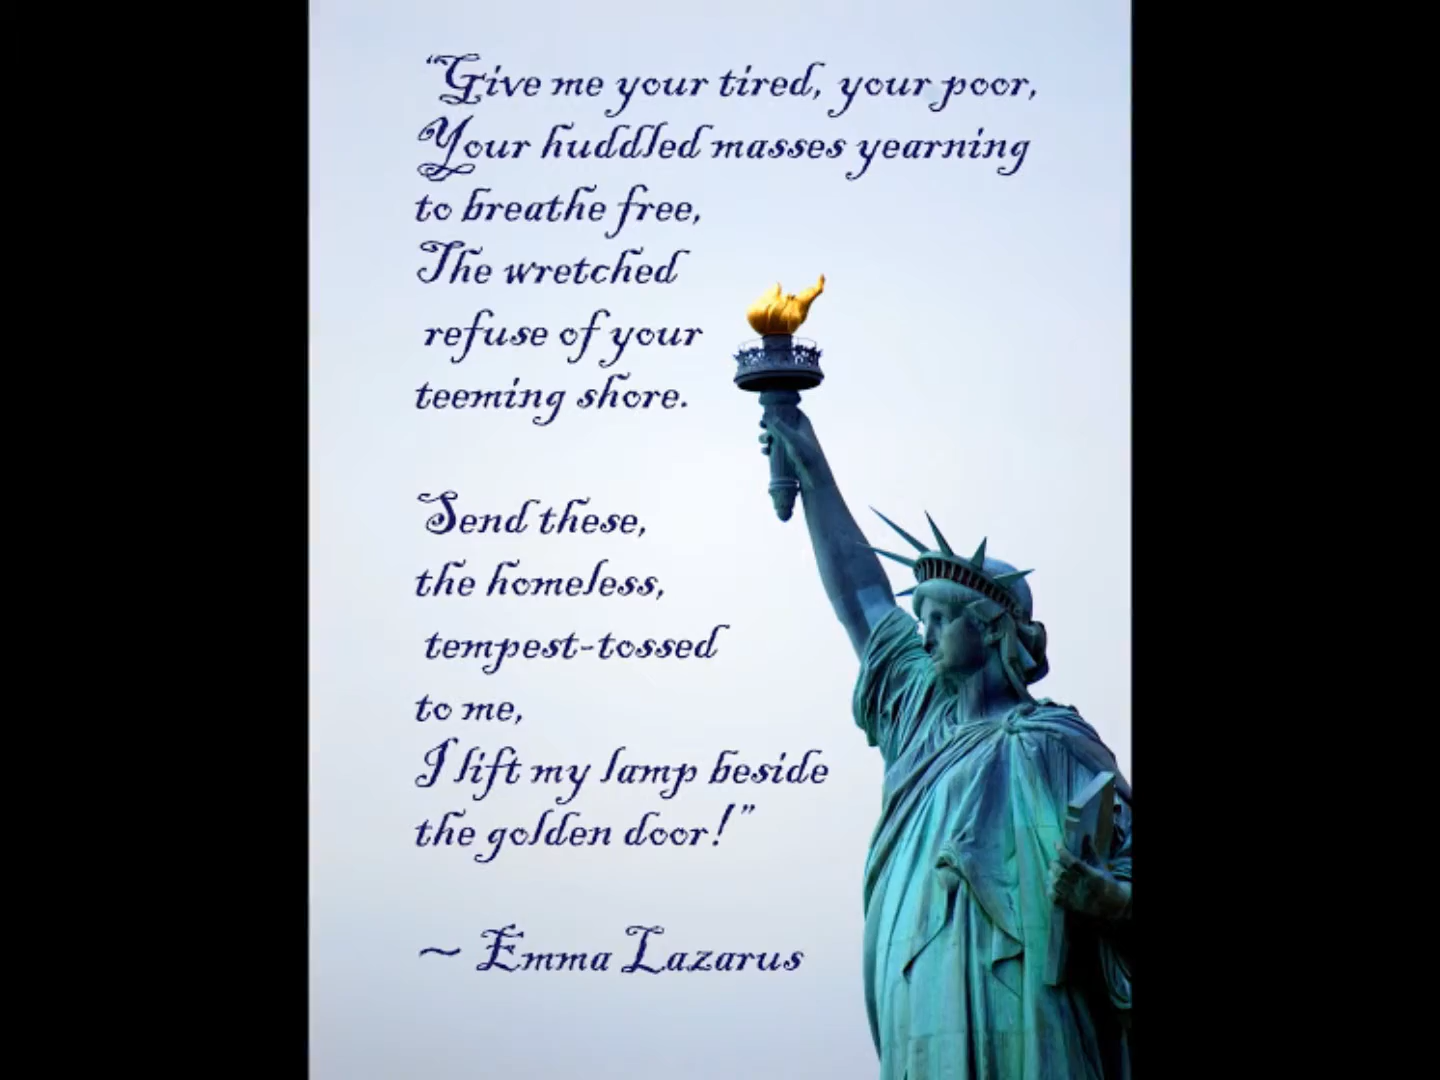 “Give me your tired, your poor,
Your huddled masses yearning
to breathe free,
The wretched
refuse of your
teeming shore.
Send these,
the homeless,
tempest-tossed
to me,
I lift my lamp beside
the golden door!”
~ Emma Lazarus